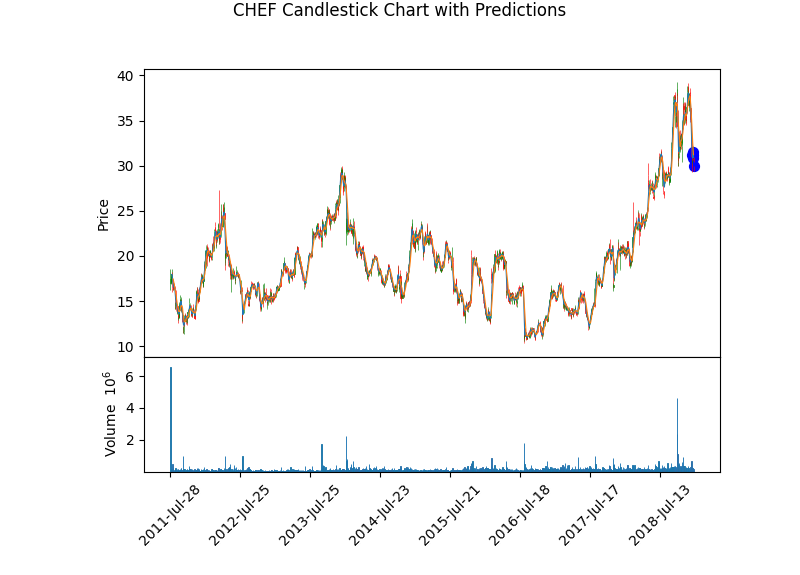 CHEF Candlestick Chart with Predictions
40
35
30
25
20
15
10
Price
6
4
2
Volume 10^6
2011-Jul-28
2012-Jul-25
2013-Jul-25
2014-Jul-23
2015-Jul-21
2016-Jul-18
2017-Jul-17
2018-Jul-13